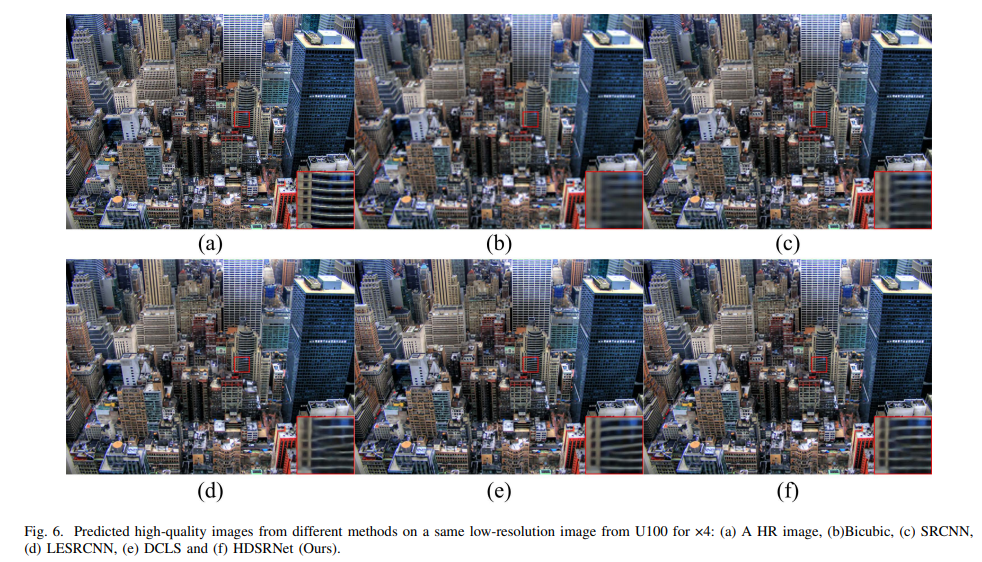 (a)
(b)
(c)
(d)
(e)
(f)
Fig. 6. Predicted high-quality images from different methods on a same low-resolution image from U100 for ×4: (a) A HR image, (b)Bicubic, (c) SRCNN,
(d) LESRCNN, (e) DCLS and (f) HDSRNet (Ours).